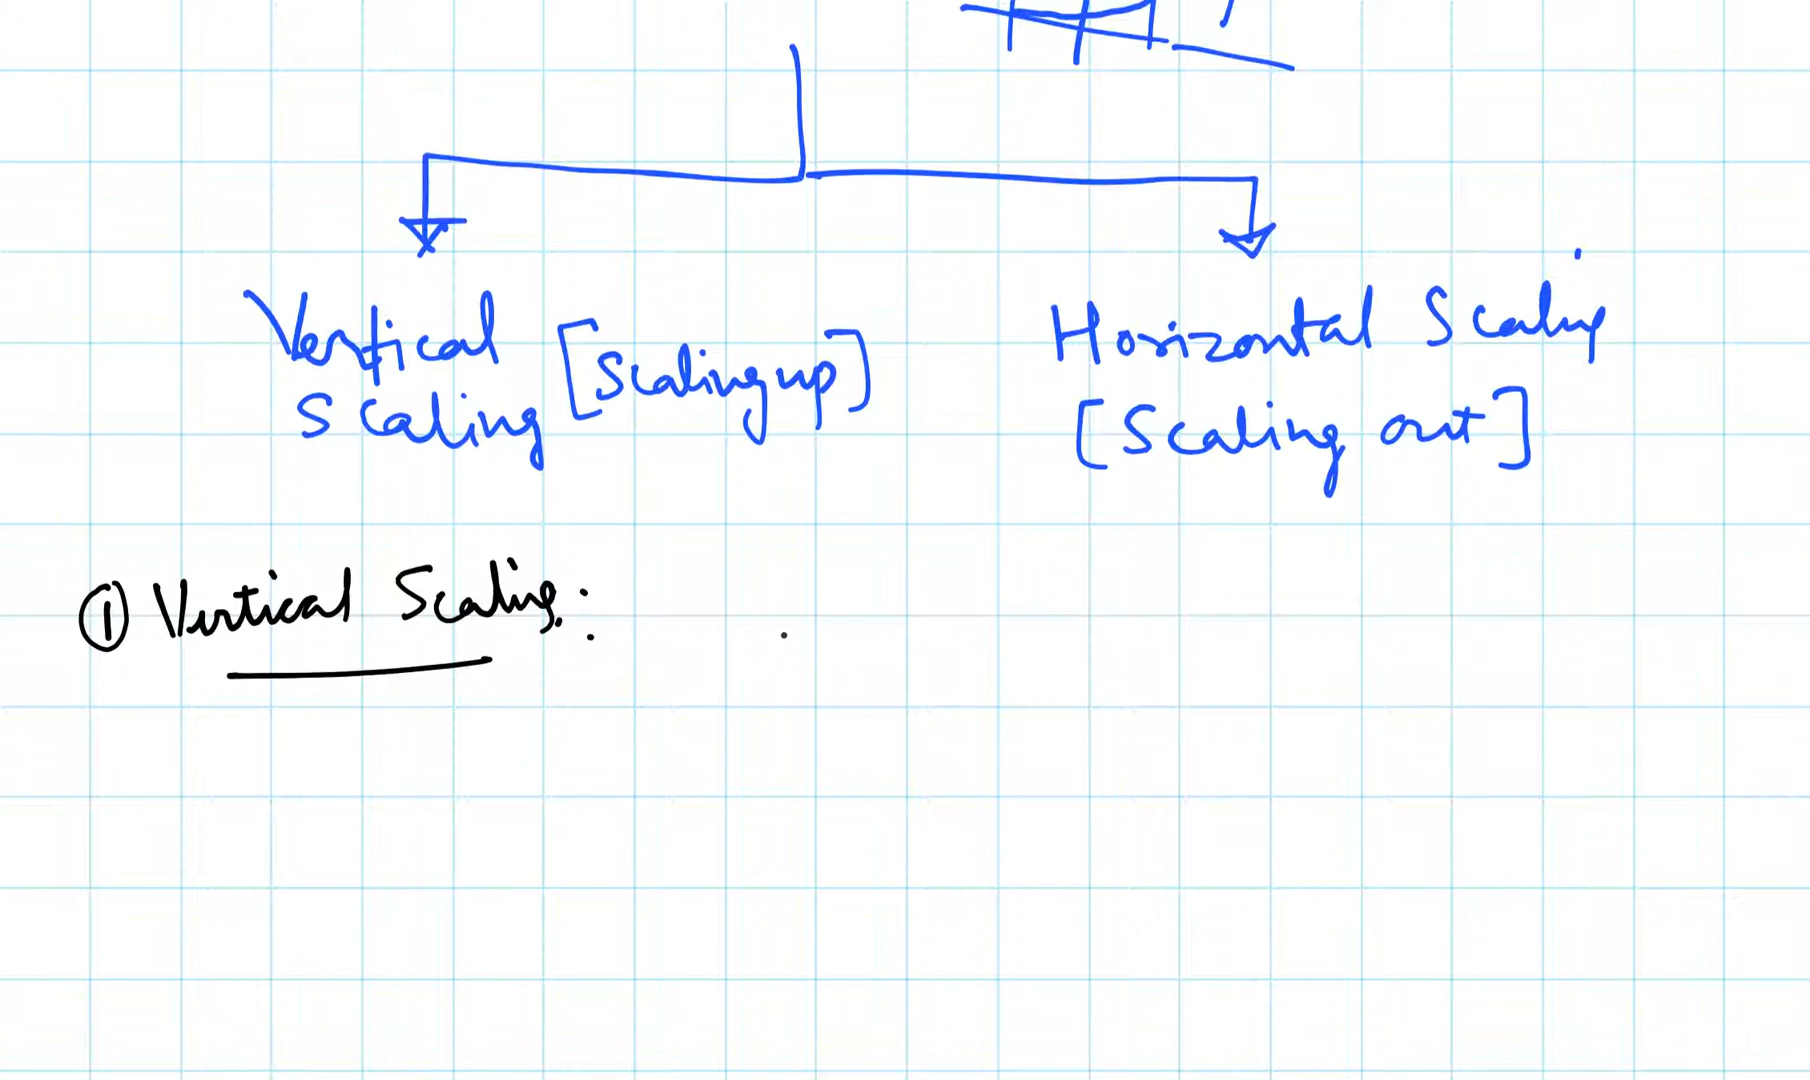 Vertical Scaling [Scaling up]
Horizontal Scaling
[Scaling out]
① Vertical Scaling: